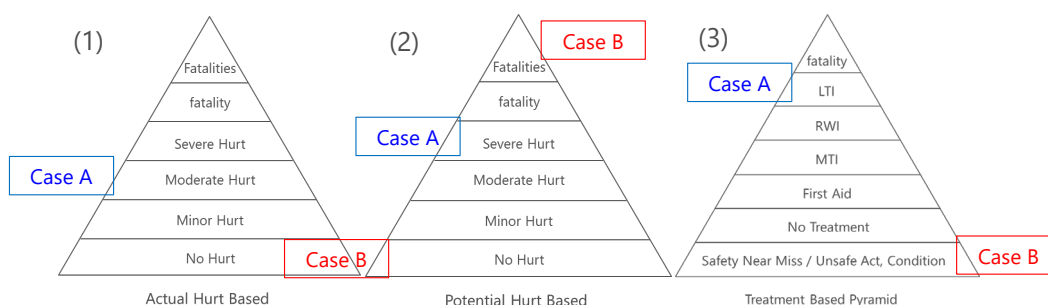 (1)
Fatalities
fatality
Severe Hurt
Case A
Moderate Hurt
Minor Hurt
No Hurt
Case B
Actual Hurt Based
(2)
Case B
Fatalities
fatality
Case A
Severe Hurt
Moderate Hurt
Minor Hurt
No Hurt
Potential Hurt Based
(3)
fatality
Case A
LTI
RWI
MTI
First Aid
No Treatment
Safety Near Miss / Unsafe Act, Condition
Case B
Treatment Based Pyramid